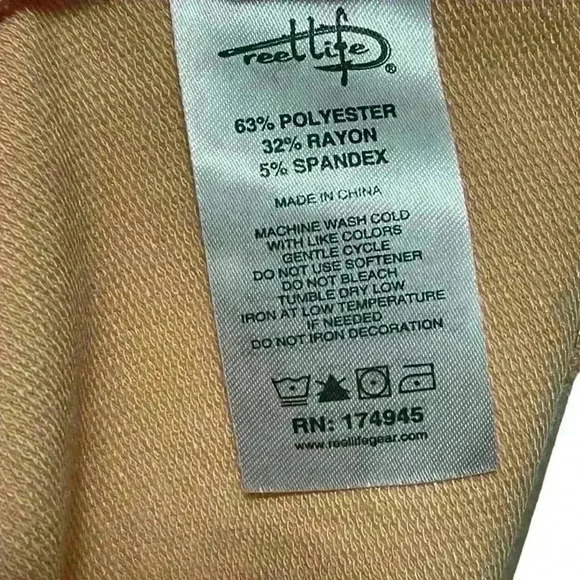 reel life ®
63% POLYESTER
32% RAYON
5% SPANDEX
MADE IN CHINA
MACHINE WASH COLD
WITH LIKE COLORS
GENTLE CYCLE
DO NOT USE SOFTENER
DO NOT BLEACH
TUMBLE DRY LOW
IRON AT LOW TEMPERATURE
IF NEEDED
DO NOT IRON DECORATION
RN: 174945
www.reellifegear.com